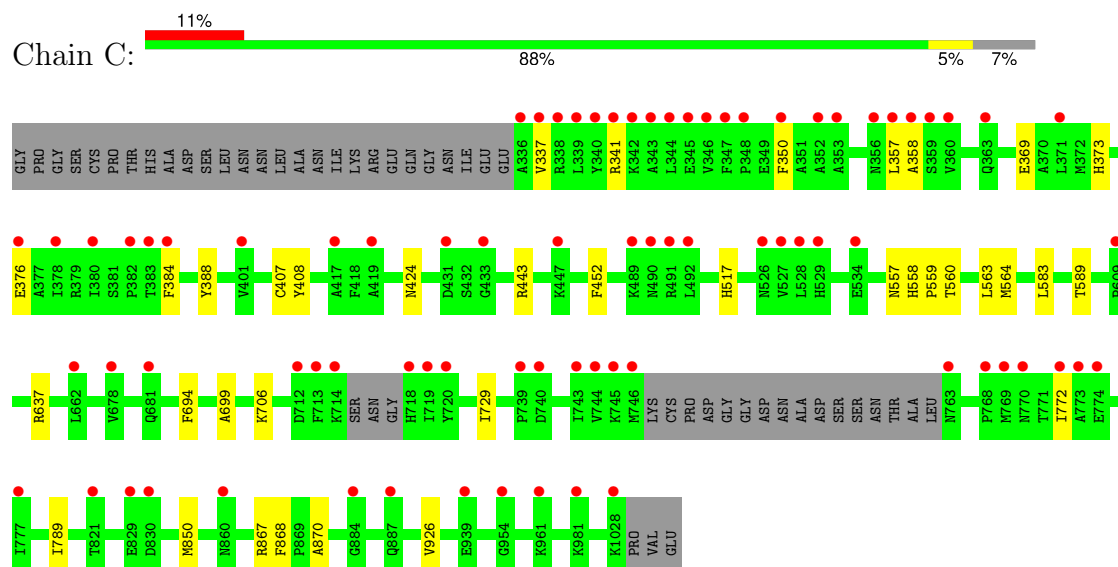 11%
Chain C:
88% 5% 7%
GLY PRO GLY SER CYS PRO THR HIS ALA ASP SER LEU ASN ASN LEU ALA ASN ILE LYS ARG GLU GLN GLY ASN ILE GLU GLU A336 V337 R338 L339 Y340 R341 K342 A343 L344 E345 V346 F347 P348 E349 F350 A351 A352 A353 N356 L357 A358 S359 V360 Q363 E369 A370 L371 M372 H373
E376 A377 I378 R379 I380 S381 P382 T383 F384 Y388 V401 C407 Y408 A417 F418 A419 N424 D431 S432 G433 R443 K447 F452 K489 N490 R491 L492 H517 N526 V527 L528 H529 E534 N557 H558 P559 T560 L563 M564 L583 T589 P609
R637 L662 V678 Q681 F694 A699 K706 D712 F713 K714 SER ASN GLY H718 I719 Y720 I729 P739 D740 I743 V744 K745 M746 LYS CYS PRO ASP GLY GLY ASP ASN ALA ASP SER SER ASN THR ALA LEU N763 P768 M769 N770 T771 I772 A773 E774
I777 I789 T821 E829 D830 M850 N860 R867 F868 P869 A870 G884 Q887 V926 E939 G954 K961 K981 K1028 PRO VAL GLU